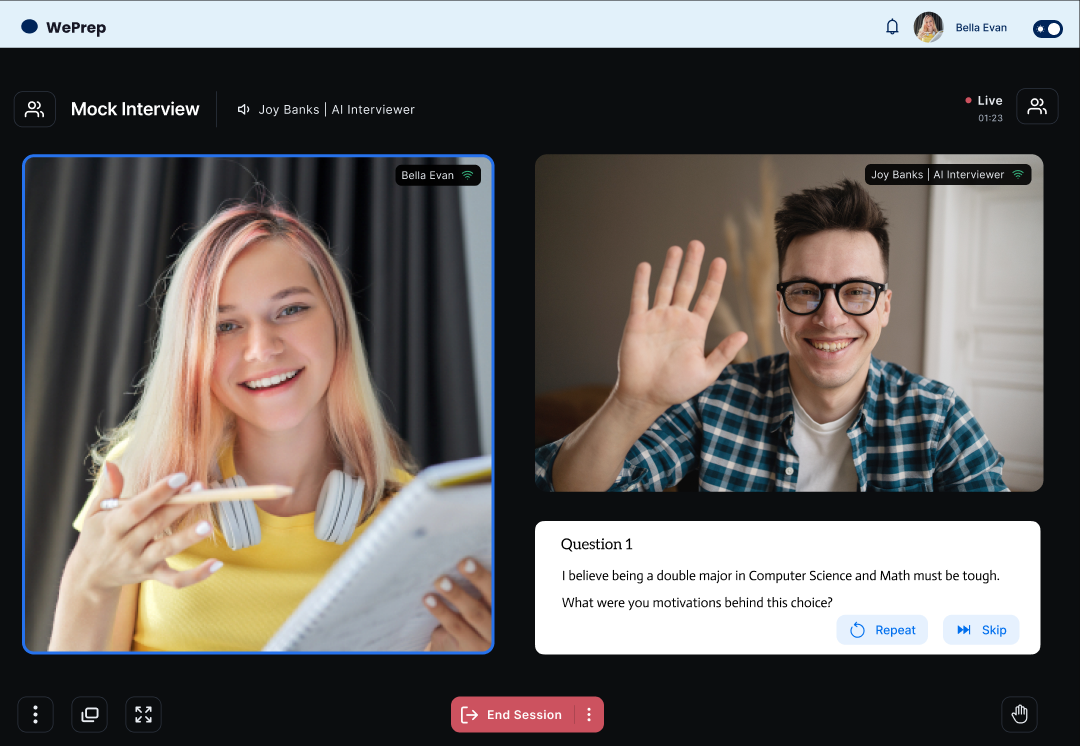 WePrep
Bella Evan
Mock Interview
Joy Banks | AI Interviewer
Live
01:23
Bella Evan
Joy Banks | AI Interviewer
Question 1
I believe being a double major in Computer Science and Math must be tough.
What were you motivations behind this choice?
Repeat
Skip
End Session